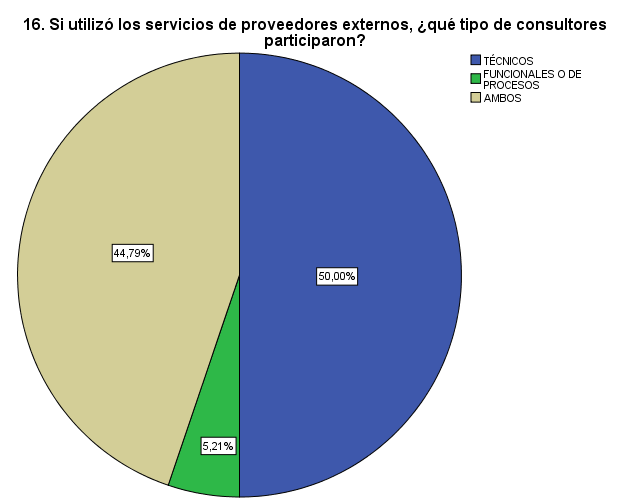 16. Si utilizó los servicios de proveedores externos, ¿qué tipo de consultores
participaron?
TÉCNICOS
FUNCIONALES O DE
PROCESOS
AMBOS
44,79%
50,00%
5,21%